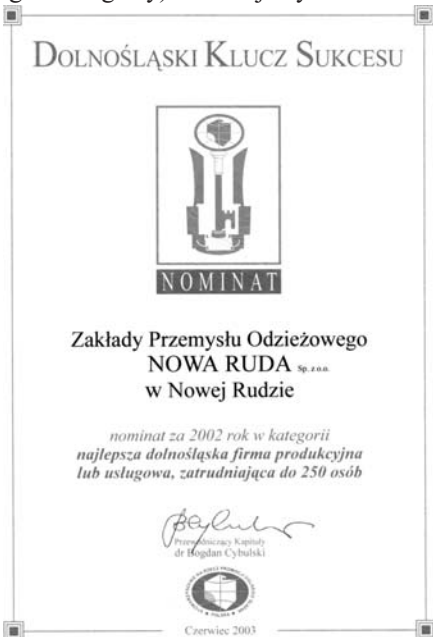 DOLNOŚLĄSKI KLUCZ SUKCESU
NOMINAT
Zakłady Przemysłu Odzieżowego
NOWA RUDA Sp. z o.o.
w Nowej Rudzie
nominat za 2002 rok w kategorii
najlepsza dolnośląska firma produkcyjna
lub usługowa, zatrudniająca do 250 osób
Przewodniczący Kapituły
dr Bogdan Cybulski
Czerwiec 2003